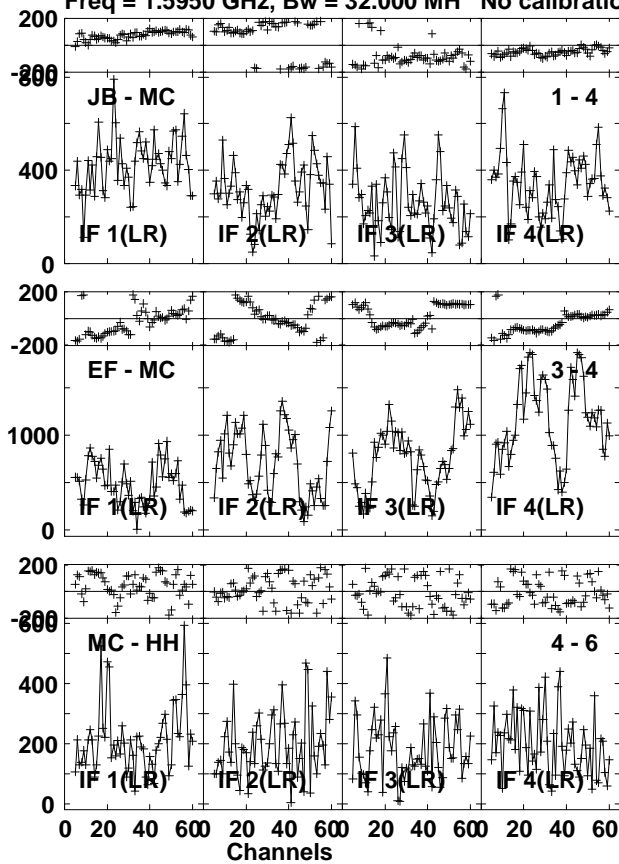 Freq = 1.5950 GHz, Bw = 32.000 MH No calibratio
200
-200
800
JB - MC
1 - 4
400
IF 1(LR) IF 2(LR) IF 3(LR) IF 4(LR)
0
200
0
-200
EF - MC
3 - 4
1000
IF 1(LR) IF 2(LR) IF 3(LR) IF 4(LR)
0
200
-200
600
MC - HH
4 - 6
400
200
IF 1(LR) IF 2(LR) IF 3(LR) IF 4(LR)
0
0 20 40 60 0 20 40 60 0 20 40 60 0 20 40 60
Channels